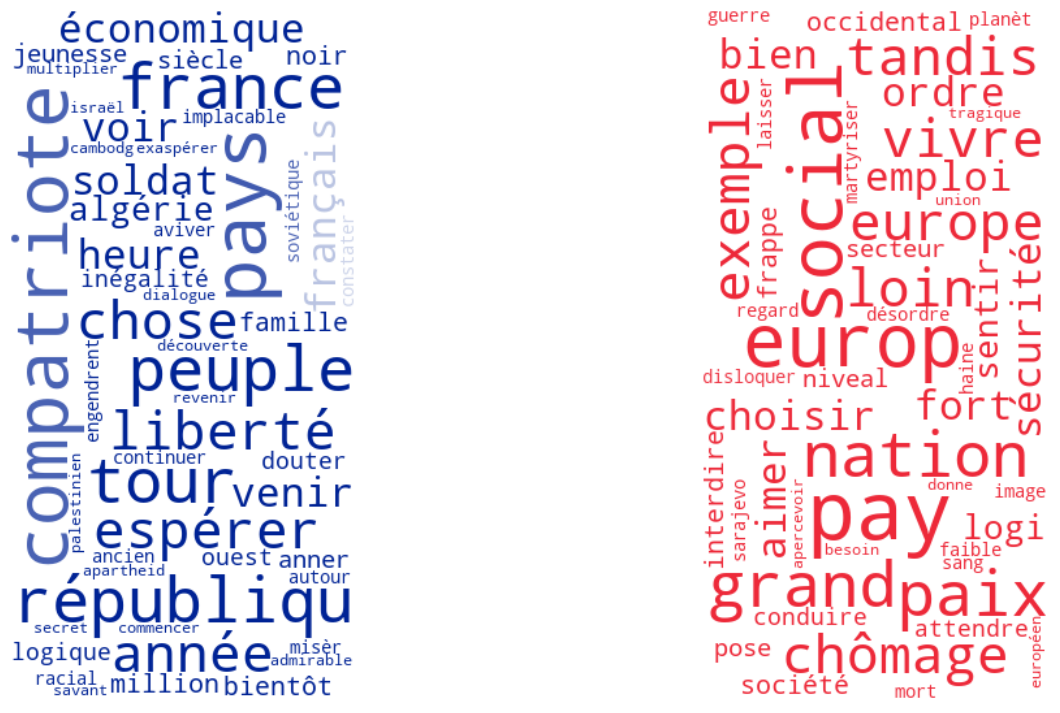 économique
jeunesse
siècle
noir
multiplier
france
israël
voir
implacable
compatriote
pays
français
cambodg
exaspérer
soldat
soviétique
algérie
aviver
constater
heure
inégalité
dialogue
chose
famille
découverte
engendrent
peuple
revenir
liberté
continuer
douter
palestinien
tour
venir
espérer
ancien
ouest
anner
apartheid
autour
républiqu
secret
commencer
logique
année
misèr
admirable
racial
savant
million
bientôt
guerre
occidental
planèt
bien
tandis
exemple
laisser
social
ordre
tragique
martyriser
vivre
emploi
union
europe
frappe
secteur
loin
sentir
sécurité
regard
désordre
europ
haine
disloquer
niveal
choisir
fort
interdire
aimer
nation
sarajevo
apercevoir
pay
donne
image
logi
besoin
faible
sang
grand
paix
conduire
attendre
européen
pose
chômage
société
mort